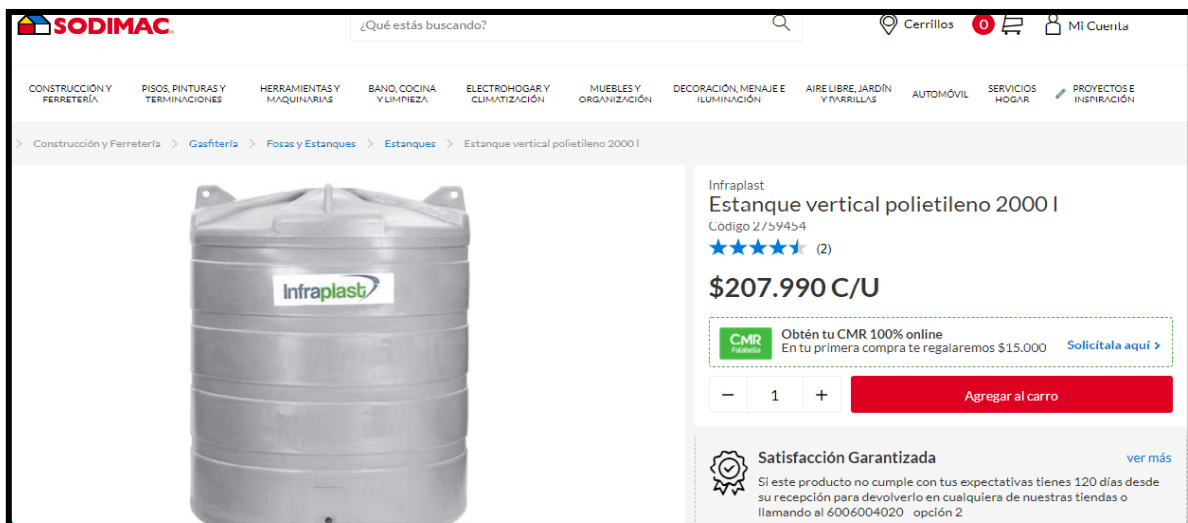 SODIMAC.
¿Qué estás buscando?
Cerrillos
0
Mi Cuenta
CONSTRUCCIÓN Y
FERRETERÍA
PISOS, PINTURAS Y
TERMINACIONES
HERRAMIENTAS Y
MAQUINARIAS
BANO, COCINA
Y LIMPIEZA
ELECTROHOGAR Y
CLIMATIZACIÓN
MUEBLES Y
ORGANIZACIÓN
DECORACIÓN, MENAJE E
ILUMINACIÓN
AIRE LIBRE, JARDÍN
Y PARRILLAS
AUTOMÓVIL
SERVICIOS
HOGAR
PROYECTOS E
INSPIRACIÓN
> Construcción y Ferretería > Gasfitería > Fosas y Estanques > Estanques > Estanque vertical polietileno 2000 l
Infraplast
Infraplast
Estanque vertical polietileno 2000 l
Código 2759454
(2)
$207.990 C/U
CMR
Falabella
Obtén tu CMR 100% online
En tu primera compra te regalaremos $15.000
Solicítala aquí >
− 1 +
Agregar al carro
Satisfacción Garantizada
ver más
Si este producto no cumple con tus expectativas tienes 120 días desde
su recepción para devolverlo en cualquiera de nuestras tiendas o
llamando al 6006004020 opción 2